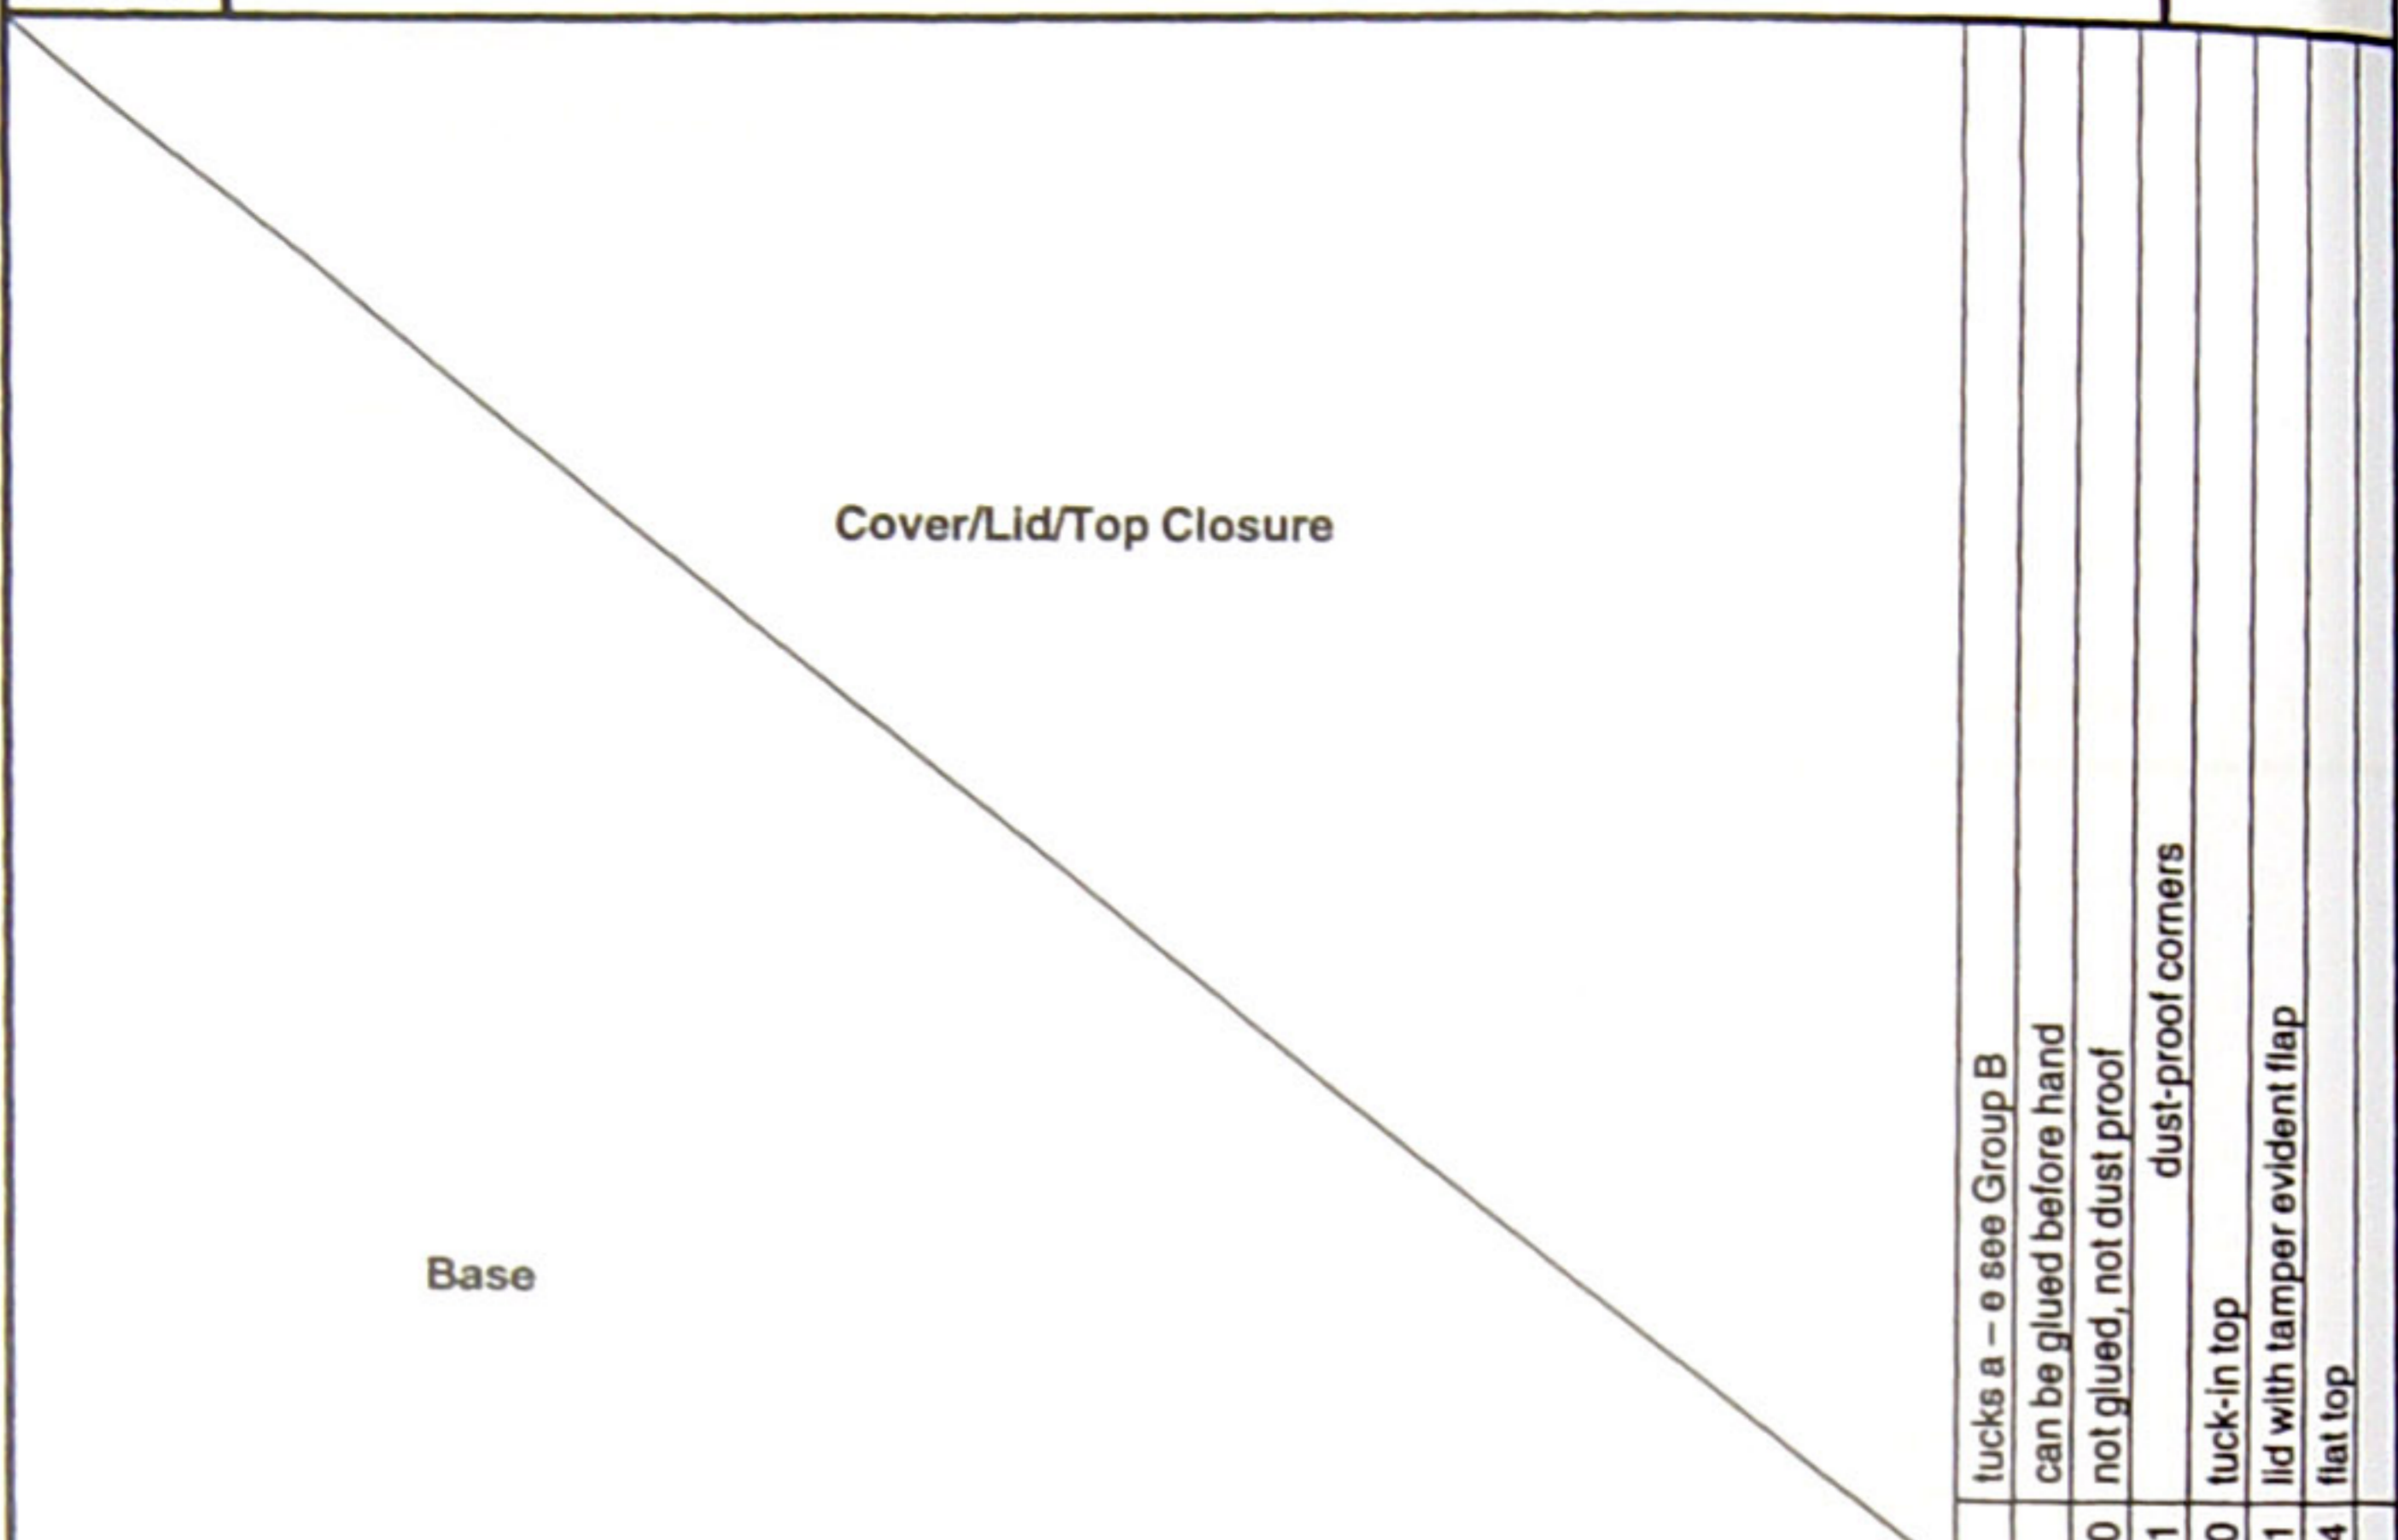 Cover/Lid/Top Closure
Base
tucks a – e see Group B
can be glued before hand
0 not glued, not dust proof
1 dust-proof corners
0 tuck-in top
1 lid with tamper evident flap
4 flat top